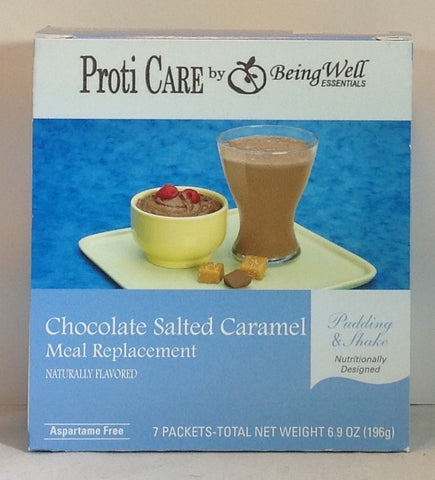 Proti CARE by BeingWell
ESSENTIALS
Chocolate Salted Caramel
Meal Replacement
NATURALLY FLAVORED
Pudding
& Shake
Nutritionally
Designed
Aspartame Free
7 PACKETS-TOTAL NET WEIGHT 6.9 OZ (196g)